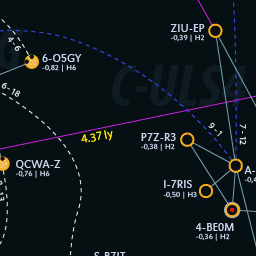 ZIU-EP
-0,39 | H2
4-6
6-O5GY
-0,82 | H6
C-ULS
6-18
9-1
7-12
4.37 ly
P7Z-R3
-0,38 | H2
QCWA-Z
-0,76 | H6
A-
I-7RIS
-0,50 | H3
4-BE0M
-0,36 | H2